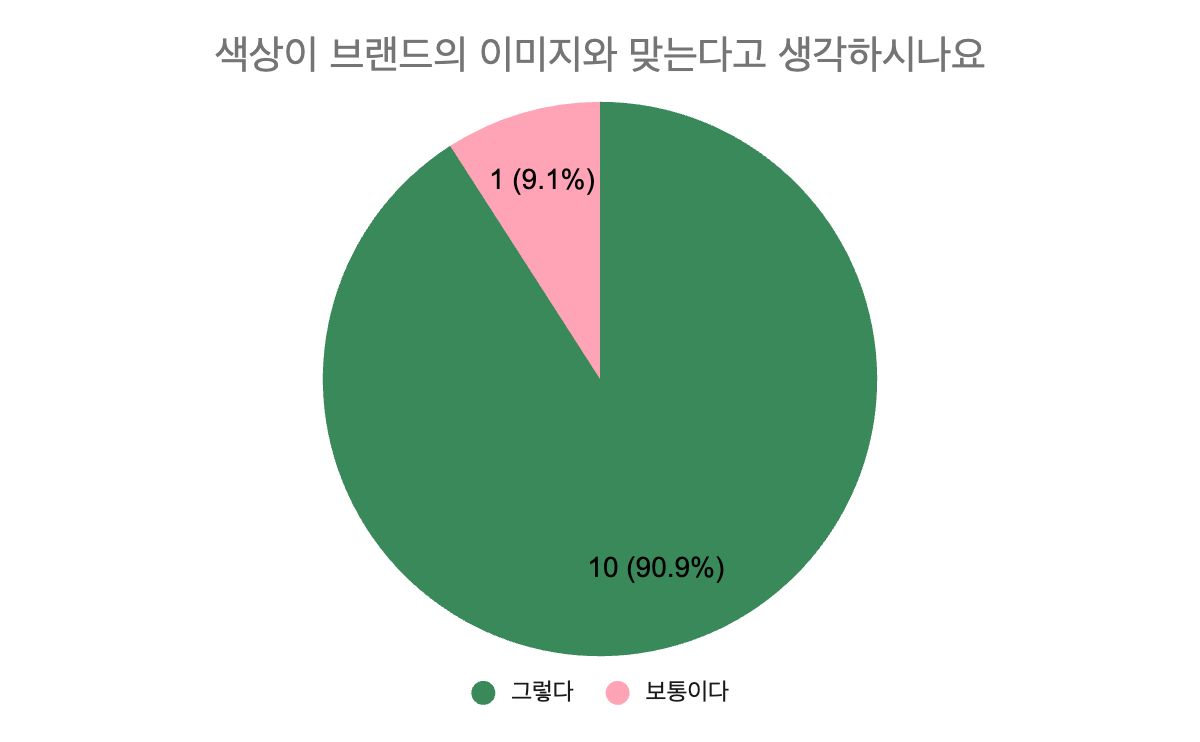 색상이 브랜드의 이미지와 맞는다고 생각하시나요
1 (9.1%)
10 (90.9%)
그렇다
보통이다